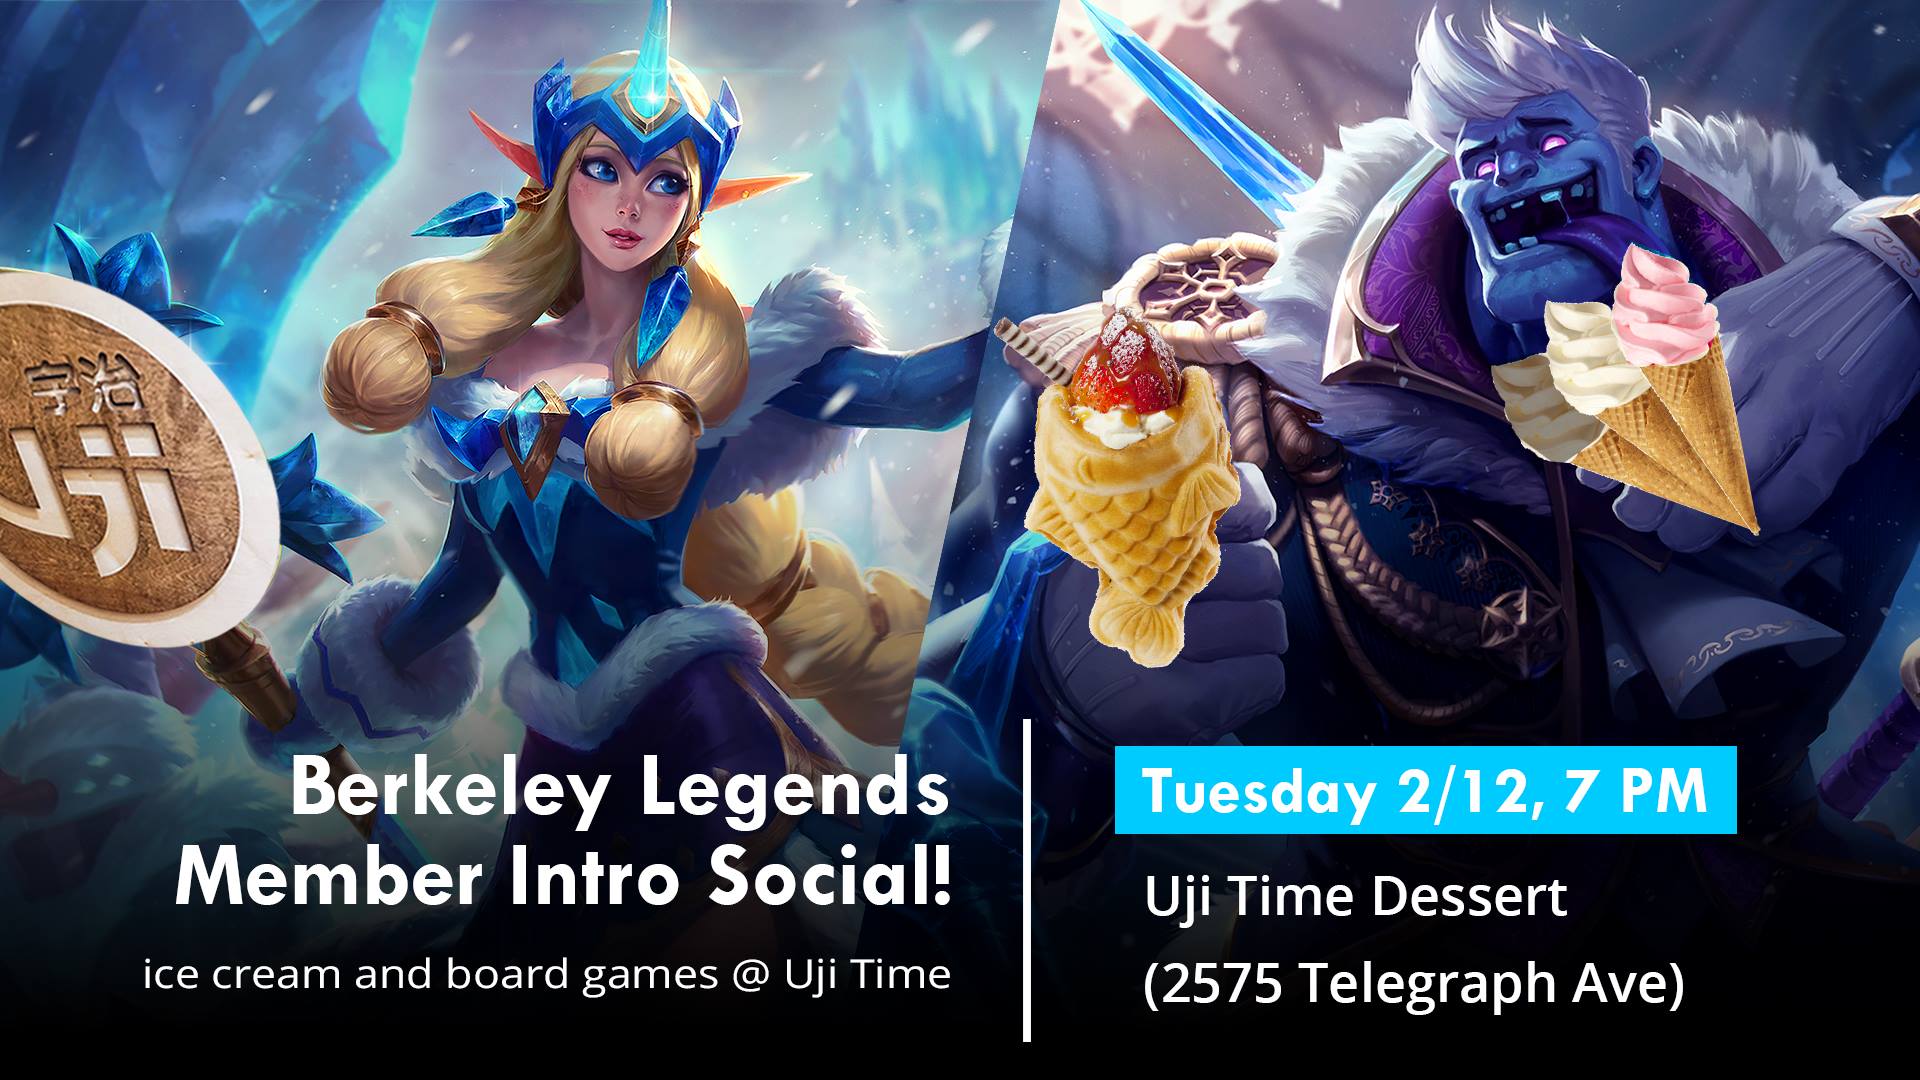 宇治
uji
Berkeley Legends
Member Intro Social!
ice cream and board games @ Uji Time
Tuesday 2/12, 7 PM
Uji Time Dessert
(2575 Telegraph Ave)